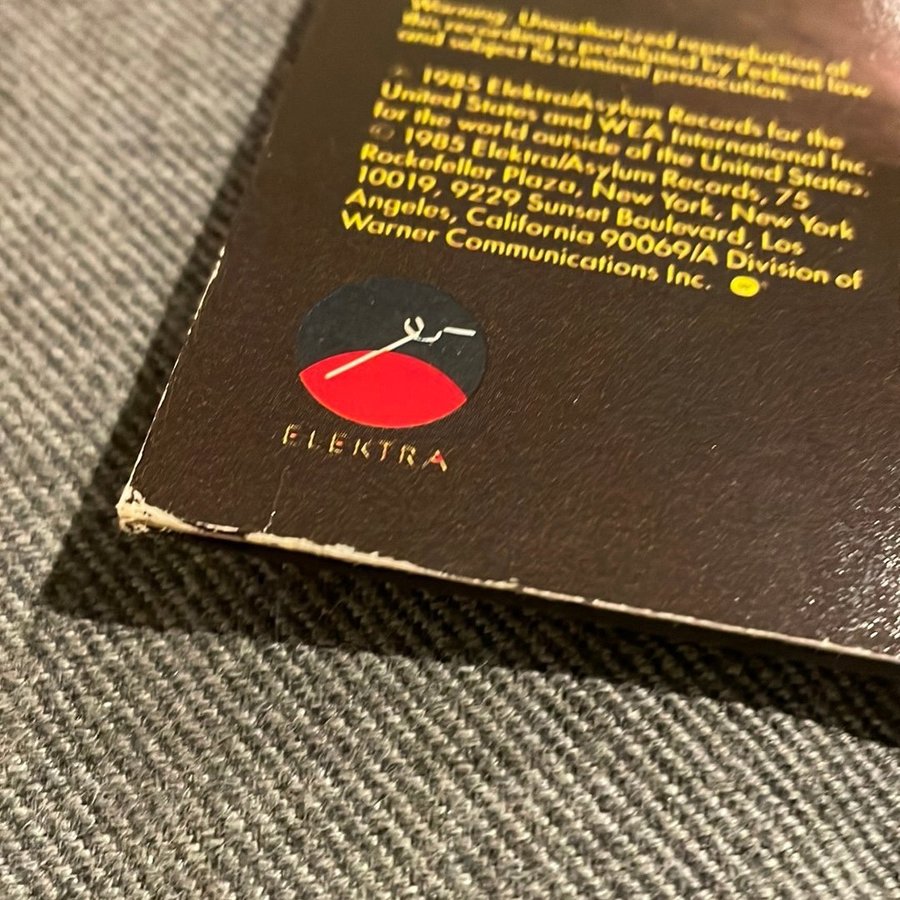 Warning: Unauthorized reproduction of
this recording is prohibited by Federal law
and subject to criminal prosecution.
℗ 1985 Elektra/Asylum Records for the
United States and WEA International Inc.
for the world outside of the United States.
© 1985 Elektra/Asylum Records, 75
Rockefeller Plaza, New York, New York
10019, 9229 Sunset Boulevard, Los
Angeles, California 90069/A Division of
Warner Communications Inc.
ELEKTRA